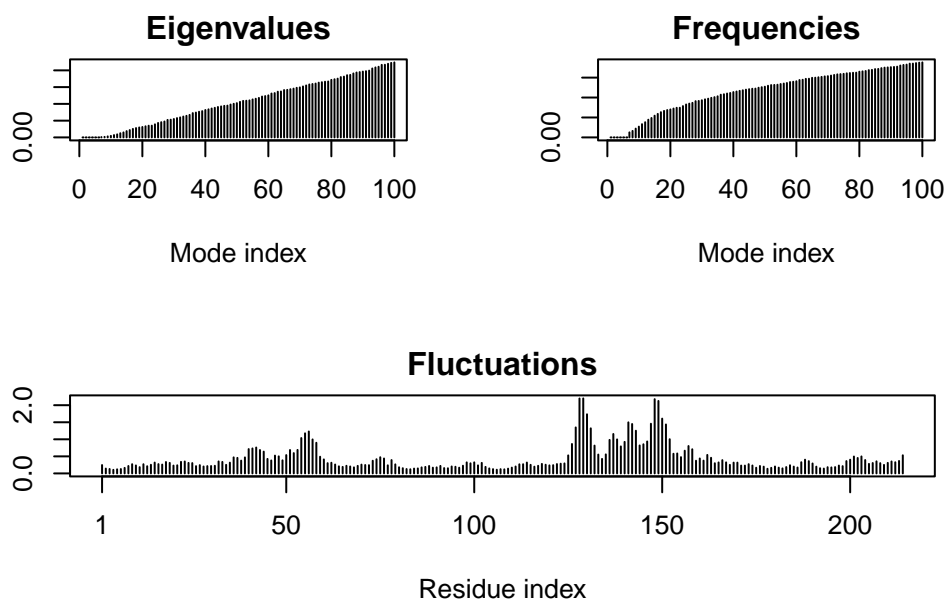 Eigenvalues
0.00
0 20 40 60 80 100
Mode index
Frequencies
0.00
0 20 40 60 80 100
Mode index
Fluctuations
2.0
0.0
1 50 100 150 200
Residue index